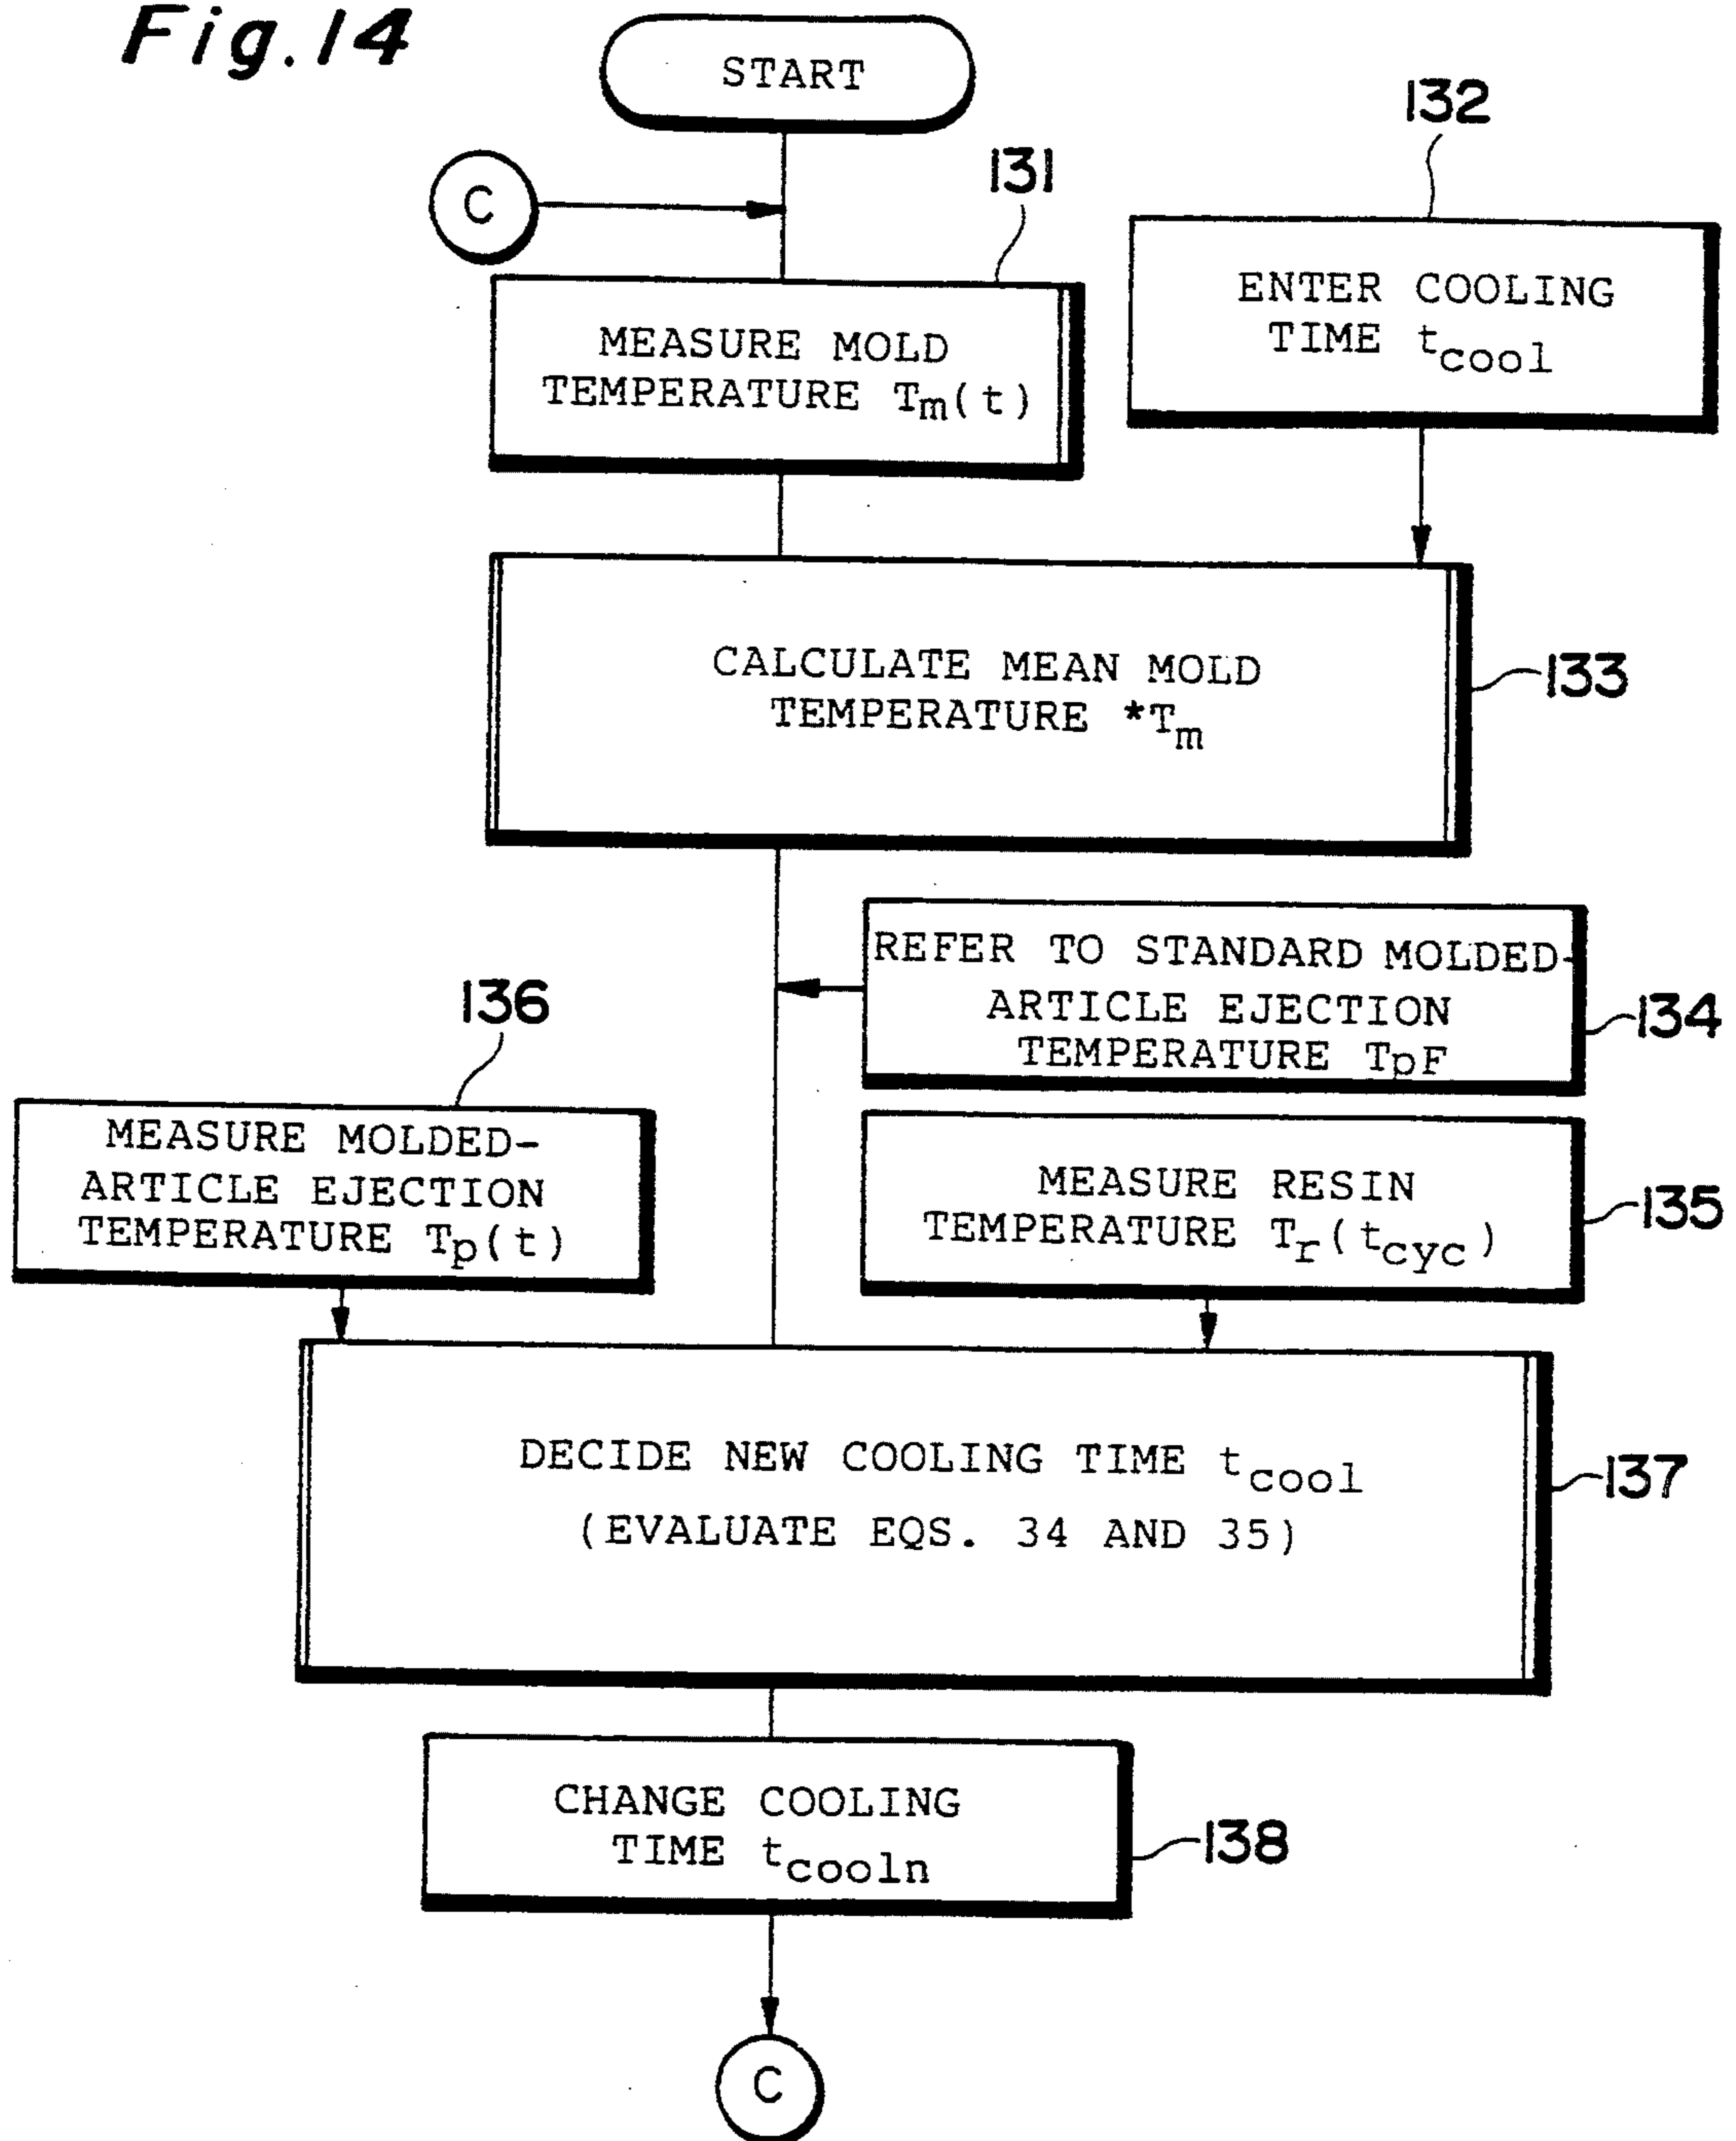 Fig.14
START
C
131
132
MEASURE MOLD
TEMPERATURE Tm(t)
ENTER COOLING
TIME tcool
CALCULATE MEAN MOLD
TEMPERATURE *Tm
133
REFER TO STANDARD MOLDED-
ARTICLE EJECTION
TEMPERATURE TpF
134
136
MEASURE MOLDED-
ARTICLE EJECTION
TEMPERATURE Tp(t)
MEASURE RESIN
TEMPERATURE Tr(tcyc)
135
DECIDE NEW COOLING TIME tcool
(EVALUATE EQS. 34 AND 35)
137
CHANGE COOLING
TIME tcooln
138
C